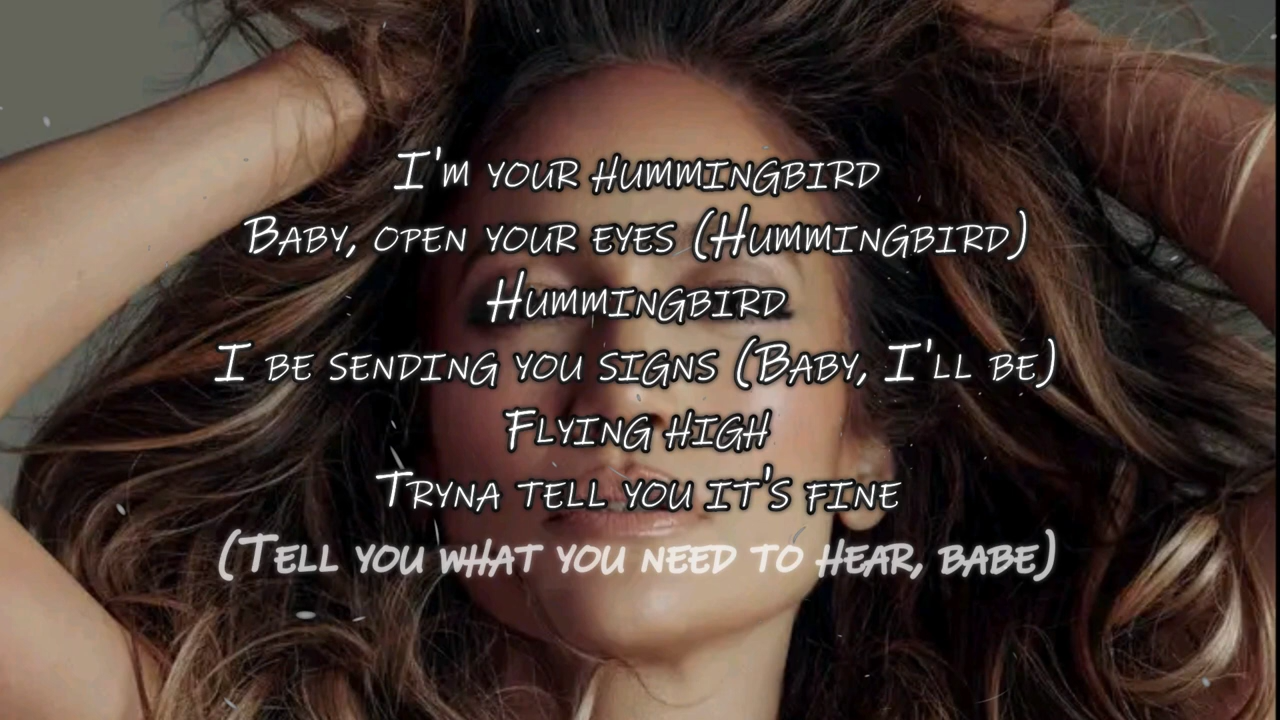 I'm your hummingbird
Baby, open your eyes (Hummingbird)
Hummingbird
I be sending you signs (Baby, I'll be)
Flying high
Tryna tell you it's fine
(Tell you what you need to hear, babe)